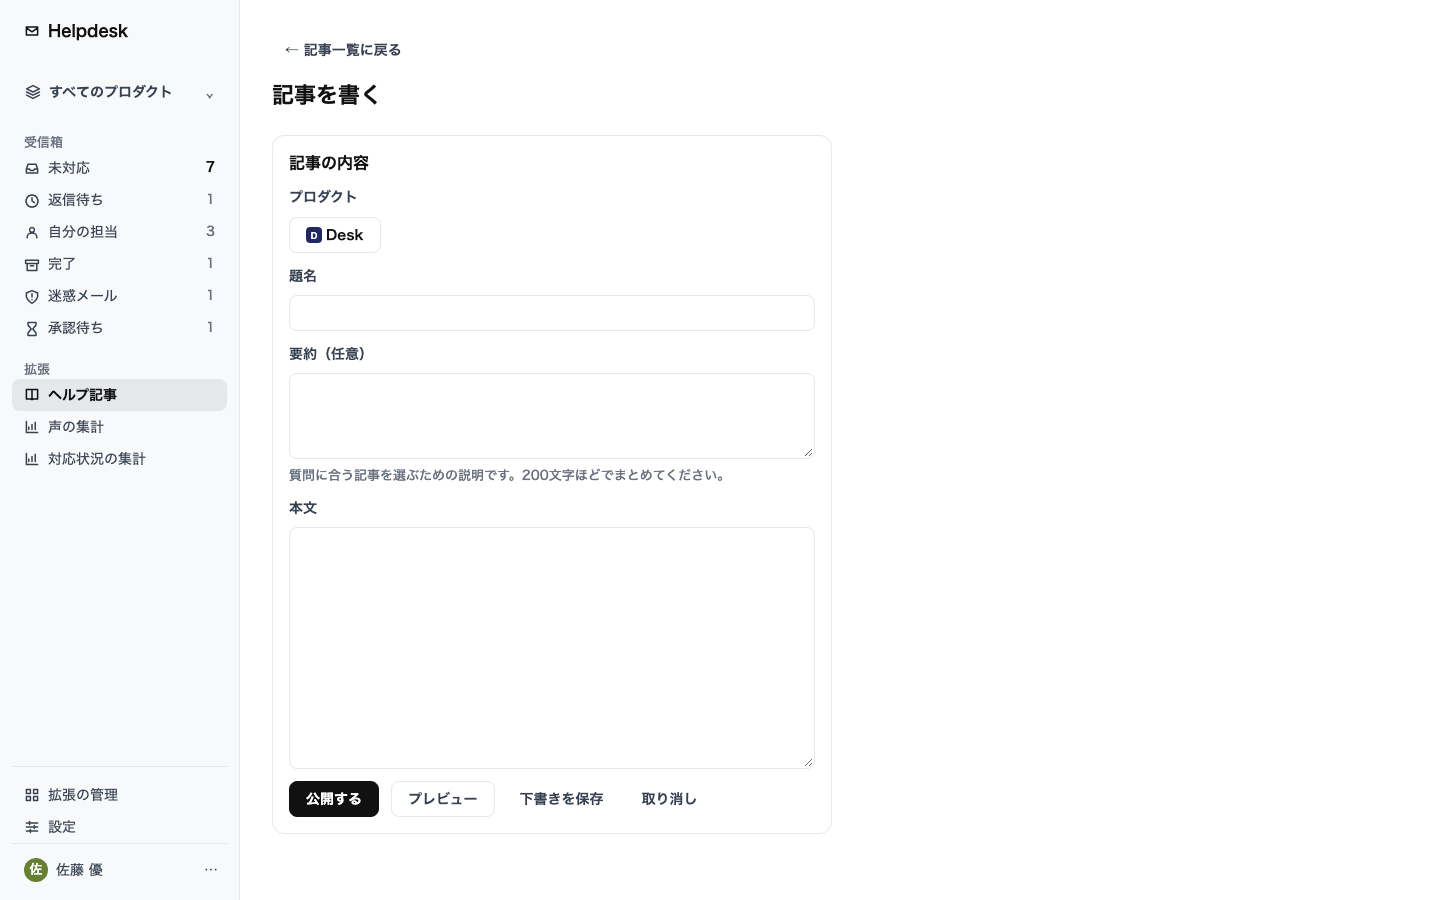 Helpdesk
すべてのプロダクト
受信箱
未対応 7
返信待ち 1
自分の担当 3
完了 1
迷惑メール 1
承認待ち 1
拡張
ヘルプ記事
声の集計
対応状況の集計
拡張の管理
設定
佐 佐藤 優 …
← 記事一覧に戻る
記事を書く
記事の内容
プロダクト
D Desk
題名
要約（任意）
質問に合う記事を選ぶための説明です。200文字ほどでまとめてください。
本文
公開する プレビュー 下書きを保存 取り消し